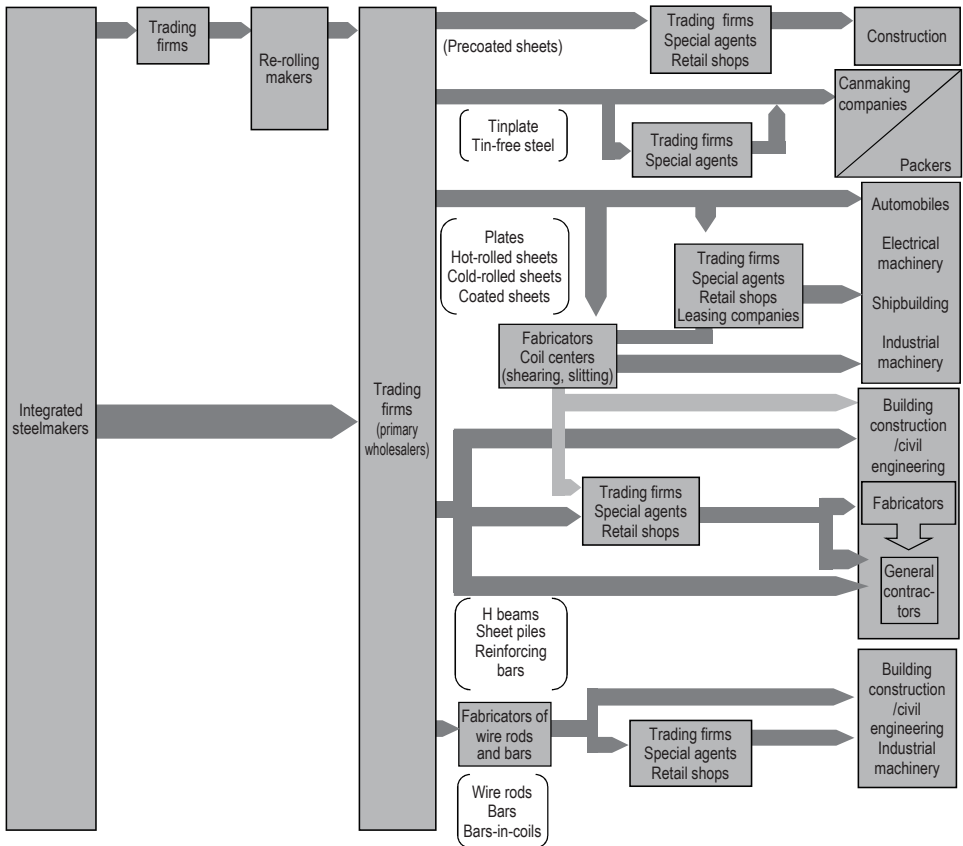 Integrated
steelmakers
Trading
firms
Re-rolling
makers
Trading
firms
(primary
wholesalers)
(Precoated sheets)
Trading firms
Special agents
Retail shops
Construction
Tinplate
Tin-free steel
Trading firms
Special agents
Canmaking
companies
Packers
Plates
Hot-rolled sheets
Cold-rolled sheets
Coated sheets
Trading firms
Special agents
Retail shops
Leasing companies
Fabricators
Coil centers
(shearing, slitting)
Automobiles
Electrical
machinery
Shipbuilding
Industrial
machinery
Trading firms
Special agents
Retail shops
Building
construction
/civil
engineering
Fabricators
General
contrac-
tors
H beams
Sheet piles
Reinforcing
bars
Fabricators of
wire rods
and bars
Trading firms
Special agents
Retail shops
Building
construction
/civil
engineering
Industrial
machinery
Wire rods
Bars
Bars-in-coils